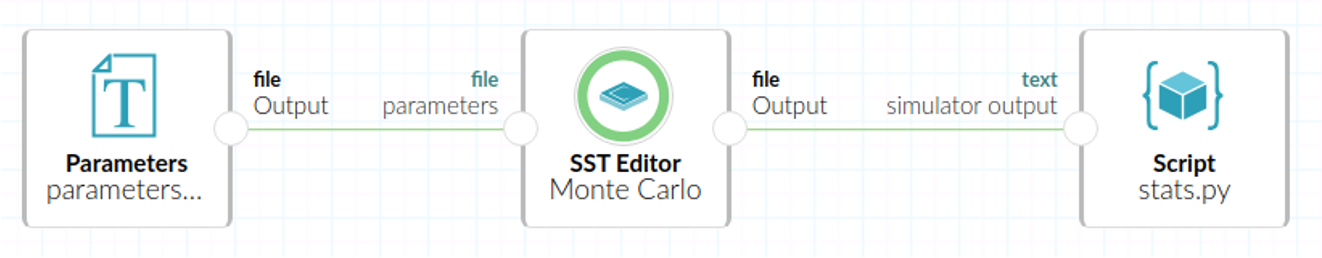 T
Parameters
parameters...
file
Output
file
parameters
SST Editor
Monte Carlo
file
Output
text
simulator output
Script
stats.py